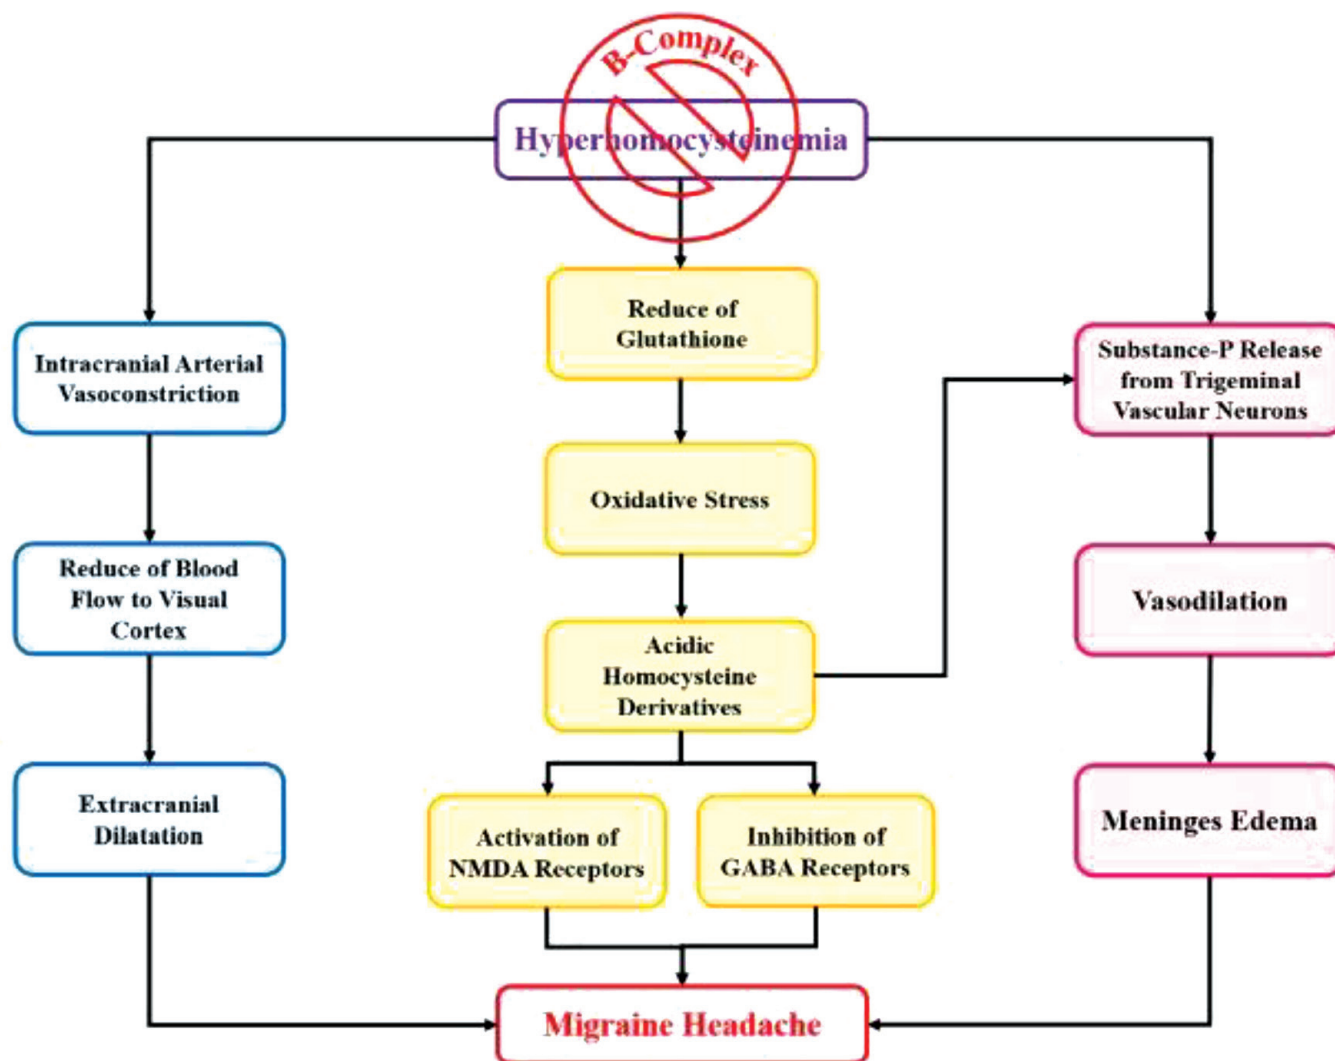 B-Complex
Hyperhomocysteinemia
Reduce of
Glutathione
Intracranial Arterial
Vasoconstriction
Substance-P Release
from Trigeminal
Vascular Neurons
Oxidative Stress
Reduce of Blood
Flow to Visual
Cortex
Vasodilation
Acidic
Homocysteine
Derivatives
Extracranial
Dilatation
Activation of
NMDA Receptors
Inhibition of
GABA Receptors
Meninges Edema
Migraine Headache